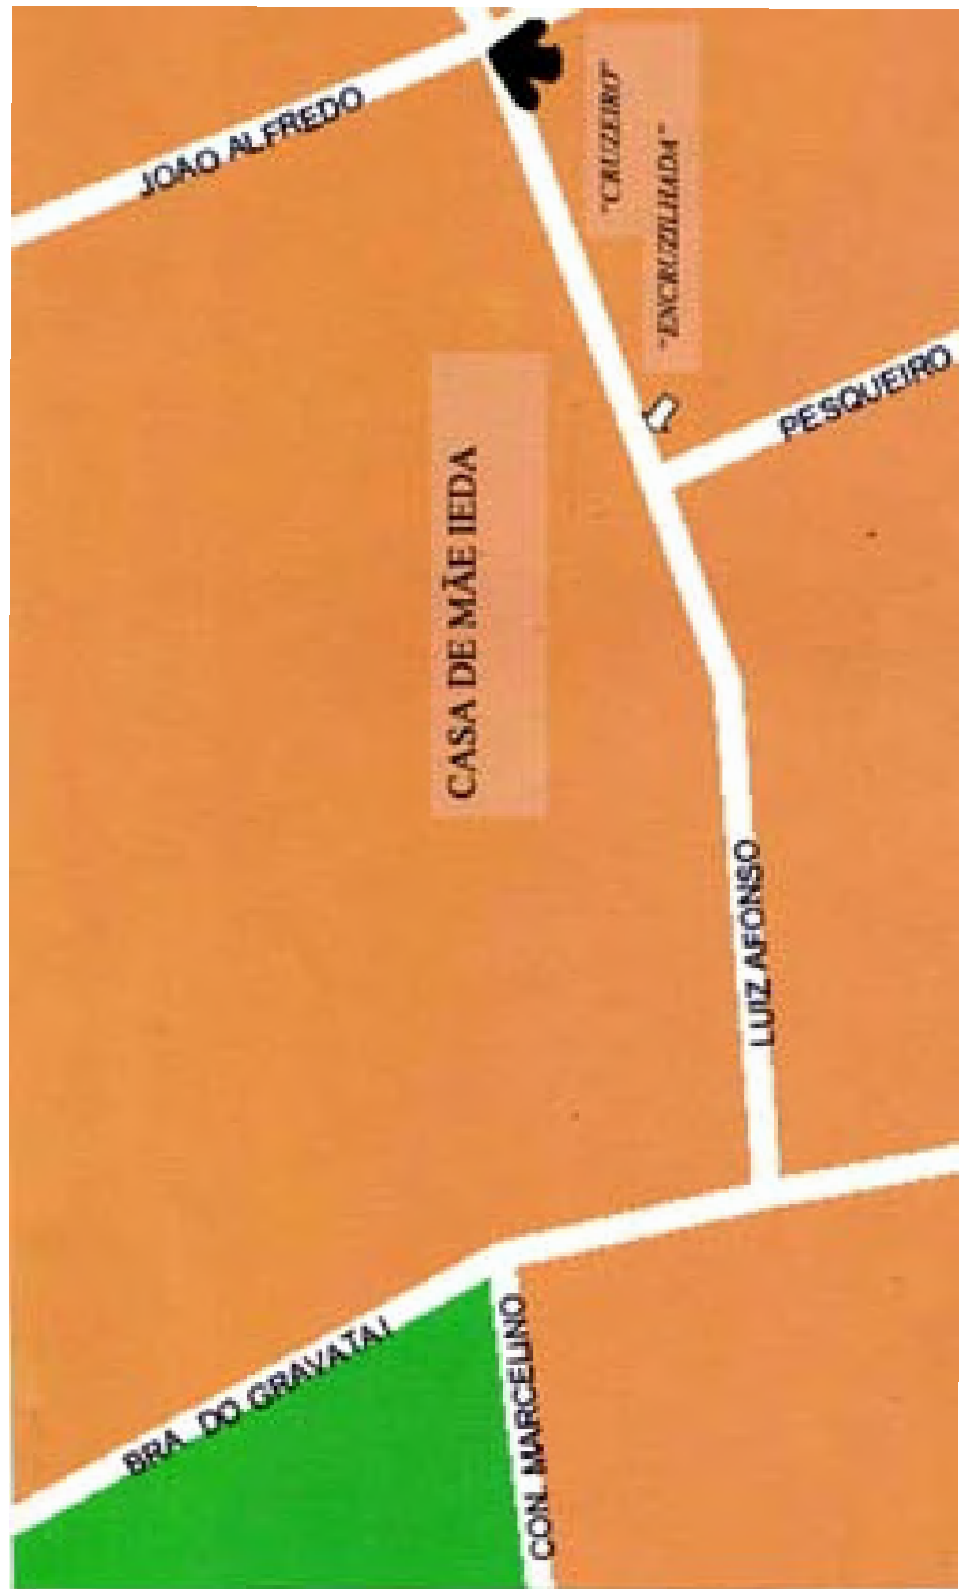 JOAO ALFREDO
"CRUZEIRO"
"ENCRUZILHADA"
PESQUEIRO
CASA DE MÃE IEDA
LUIZ AFONSO
BRA. DO GRAVATAI
CON. MARCELINO